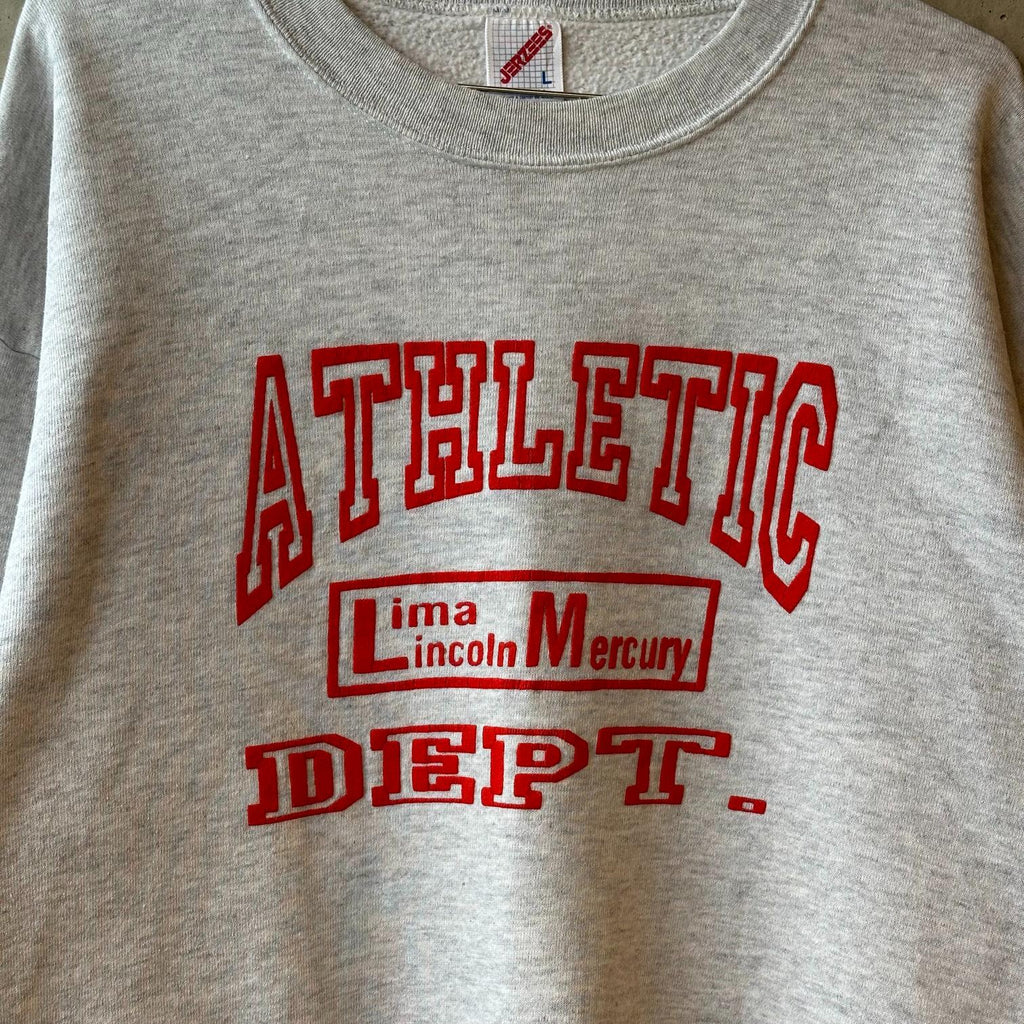 JERZEES
L
ATHLETIC
Lima
Lincoln Mercury
DEPT.